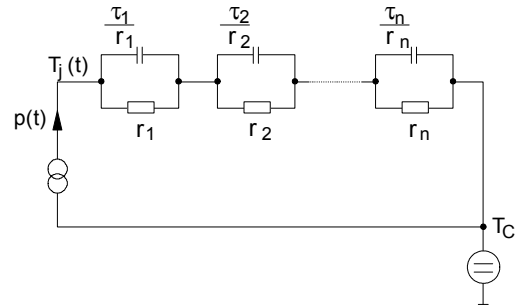 τ1 τ2 τn
r1 r2 rn
Tj(t)
r1 r2 rn
p(t)
TC